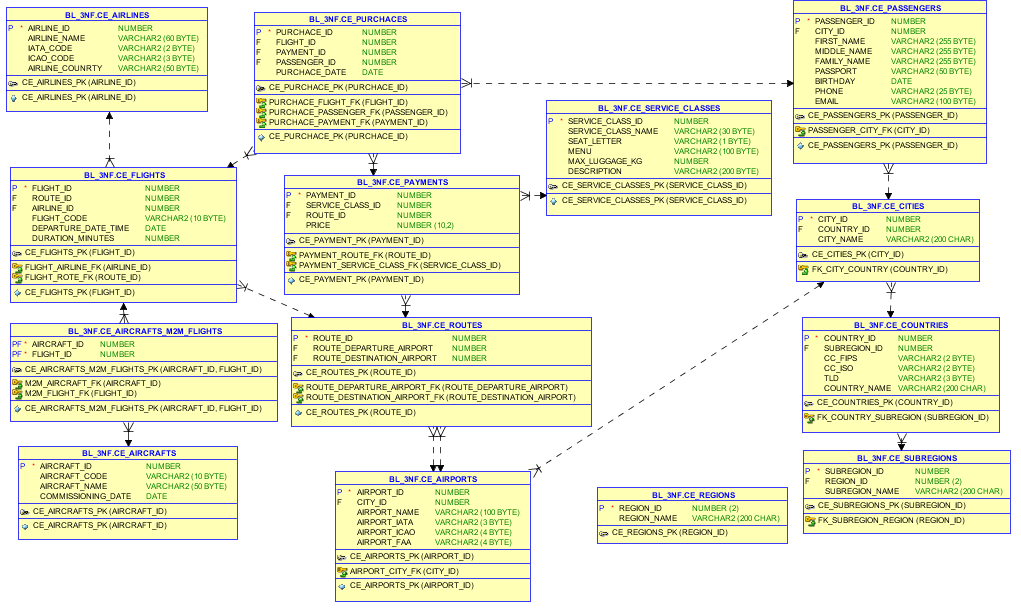 BL_3NF.CE_AIRLINES
P * AIRLINE_ID NUMBER
AIRLINE_NAME VARCHAR2 (60 BYTE)
IATA_CODE VARCHAR2 (2 BYTE)
ICAO_CODE VARCHAR2 (3 BYTE)
AIRLINE_COUNRTY VARCHAR2 (50 BYTE)
CE_AIRLINES_PK (AIRLINE_ID)
CE_AIRLINES_PK (AIRLINE_ID)
BL_3NF.CE_PURCHACES
P * PURCHACE_ID NUMBER
F FLIGHT_ID NUMBER
F PAYMENT_ID NUMBER
F PASSENGER_ID NUMBER
PURCHACE_DATE DATE
CE_PURCHACE_PK (PURCHACE_ID)
PURCHACE_FLIGHT_FK (FLIGHT_ID)
PURCHACE_PASSENGER_FK (PASSENGER_ID)
PURCHACE_PAYMENT_FK (PAYMENT_ID)
CE_PURCHACE_PK (PURCHACE_ID)
BL_3NF.CE_PASSENGERS
P * PASSENGER_ID NUMBER
F CITY_ID NUMBER
FIRST_NAME VARCHAR2 (255 BYTE)
MIDDLE_NAME VARCHAR2 (255 BYTE)
FAMILY_NAME VARCHAR2 (255 BYTE)
PASSPORT VARCHAR2 (50 BYTE)
BIRTHDAY DATE
PHONE VARCHAR2 (25 BYTE)
EMAIL VARCHAR2 (100 BYTE)
CE_PASSENGERS_PK (PASSENGER_ID)
PASSENGER_CITY_FK (CITY_ID)
CE_PASSENGERS_PK (PASSENGER_ID)
BL_3NF.CE_SERVICE_CLASSES
P * SERVICE_CLASS_ID NUMBER
SERVICE_CLASS_NAME VARCHAR2 (30 BYTE)
SEAT_LETTER VARCHAR2 (1 BYTE)
MENU VARCHAR2 (100 BYTE)
MAX_LUGGAGE_KG NUMBER
DESCRIPTION VARCHAR2 (200 BYTE)
CE_SERVICE_CLASSES_PK (SERVICE_CLASS_ID)
CE_SERVICE_CLASSES_PK (SERVICE_CLASS_ID)
BL_3NF.CE_FLIGHTS
P * FLIGHT_ID NUMBER
F ROUTE_ID NUMBER
F AIRLINE_ID NUMBER
FLIGHT_CODE VARCHAR2 (10 BYTE)
DEPARTURE_DATE_TIME DATE
DURATION_MINUTES NUMBER
CE_FLIGHTS_PK (FLIGHT_ID)
FLIGHT_AIRLINE_FK (AIRLINE_ID)
FLIGHT_ROTE_FK (ROUTE_ID)
CE_FLIGHTS_PK (FLIGHT_ID)
BL_3NF.CE_PAYMENTS
P * PAYMENT_ID NUMBER
F SERVICE_CLASS_ID NUMBER
F ROUTE_ID NUMBER
PRICE NUMBER (10,2)
CE_PAYMENT_PK (PAYMENT_ID)
PAYMENT_ROUTE_FK (ROUTE_ID)
PAYMENT_SERVICE_CLASS_FK (SERVICE_CLASS_ID)
CE_PAYMENT_PK (PAYMENT_ID)
BL_3NF.CE_CITIES
P * CITY_ID NUMBER
F COUNTRY_ID NUMBER
CITY_NAME VARCHAR2 (200 CHAR)
CE_CITIES_PK (CITY_ID)
FK_CITY_COUNTRY (COUNTRY_ID)
BL_3NF.CE_AIRCRAFTS_M2M_FLIGHTS
PF * AIRCRAFT_ID NUMBER
PF * FLIGHT_ID NUMBER
CE_AIRCRAFTS_M2M_FLIGHTS_PK (AIRCRAFT_ID, FLIGHT_ID)
M2M_AIRCRAFT_FK (AIRCRAFT_ID)
M2M_FLIGHT_FK (FLIGHT_ID)
CE_AIRCRAFTS_M2M_FLIGHTS_PK (AIRCRAFT_ID, FLIGHT_ID)
BL_3NF.CE_ROUTES
P * ROUTE_ID NUMBER
F ROUTE_DEPARTURE_AIRPORT NUMBER
F ROUTE_DESTINATION_AIRPORT NUMBER
CE_ROUTES_PK (ROUTE_ID)
ROUTE_DEPARTURE_AIRPORT_FK (ROUTE_DEPARTURE_AIRPORT)
ROUTE_DESTINATION_AIRPORT_FK (ROUTE_DESTINATION_AIRPORT)
CE_ROUTES_PK (ROUTE_ID)
BL_3NF.CE_COUNTRIES
P * COUNTRY_ID NUMBER
F SUBREGION_ID NUMBER
CC_FIPS VARCHAR2 (2 BYTE)
CC_ISO VARCHAR2 (2 BYTE)
TLD VARCHAR2 (3 BYTE)
COUNTRY_NAME VARCHAR2 (200 CHAR)
CE_COUNTRIES_PK (COUNTRY_ID)
FK_COUNTRY_SUBREGION (SUBREGION_ID)
BL_3NF.CE_AIRCRAFTS
P * AIRCRAFT_ID NUMBER
AIRCRAFT_CODE VARCHAR2 (10 BYTE)
AIRCRAFT_NAME VARCHAR2 (50 BYTE)
COMMISSIONING_DATE DATE
CE_AIRCRAFTS_PK (AIRCRAFT_ID)
CE_AIRCRAFTS_PK (AIRCRAFT_ID)
BL_3NF.CE_AIRPORTS
P * AIRPORT_ID NUMBER
F CITY_ID NUMBER
AIRPORT_NAME VARCHAR2 (100 BYTE)
AIRPORT_IATA VARCHAR2 (3 BYTE)
AIRPORT_ICAO VARCHAR2 (4 BYTE)
AIRPORT_FAA VARCHAR2 (4 BYTE)
CE_AIRPORTS_PK (AIRPORT_ID)
AIRPORT_CITY_FK (CITY_ID)
CE_AIRPORTS_PK (AIRPORT_ID)
BL_3NF.CE_REGIONS
P * REGION_ID NUMBER (2)
REGION_NAME VARCHAR2 (200 CHAR)
CE_REGIONS_PK (REGION_ID)
BL_3NF.CE_SUBREGIONS
P * SUBREGION_ID NUMBER
F REGION_ID NUMBER (2)
SUBREGION_NAME VARCHAR2 (200 CHAR)
CE_SUBREGIONS_PK (SUBREGION_ID)
FK_SUBREGION_REGION (REGION_ID)